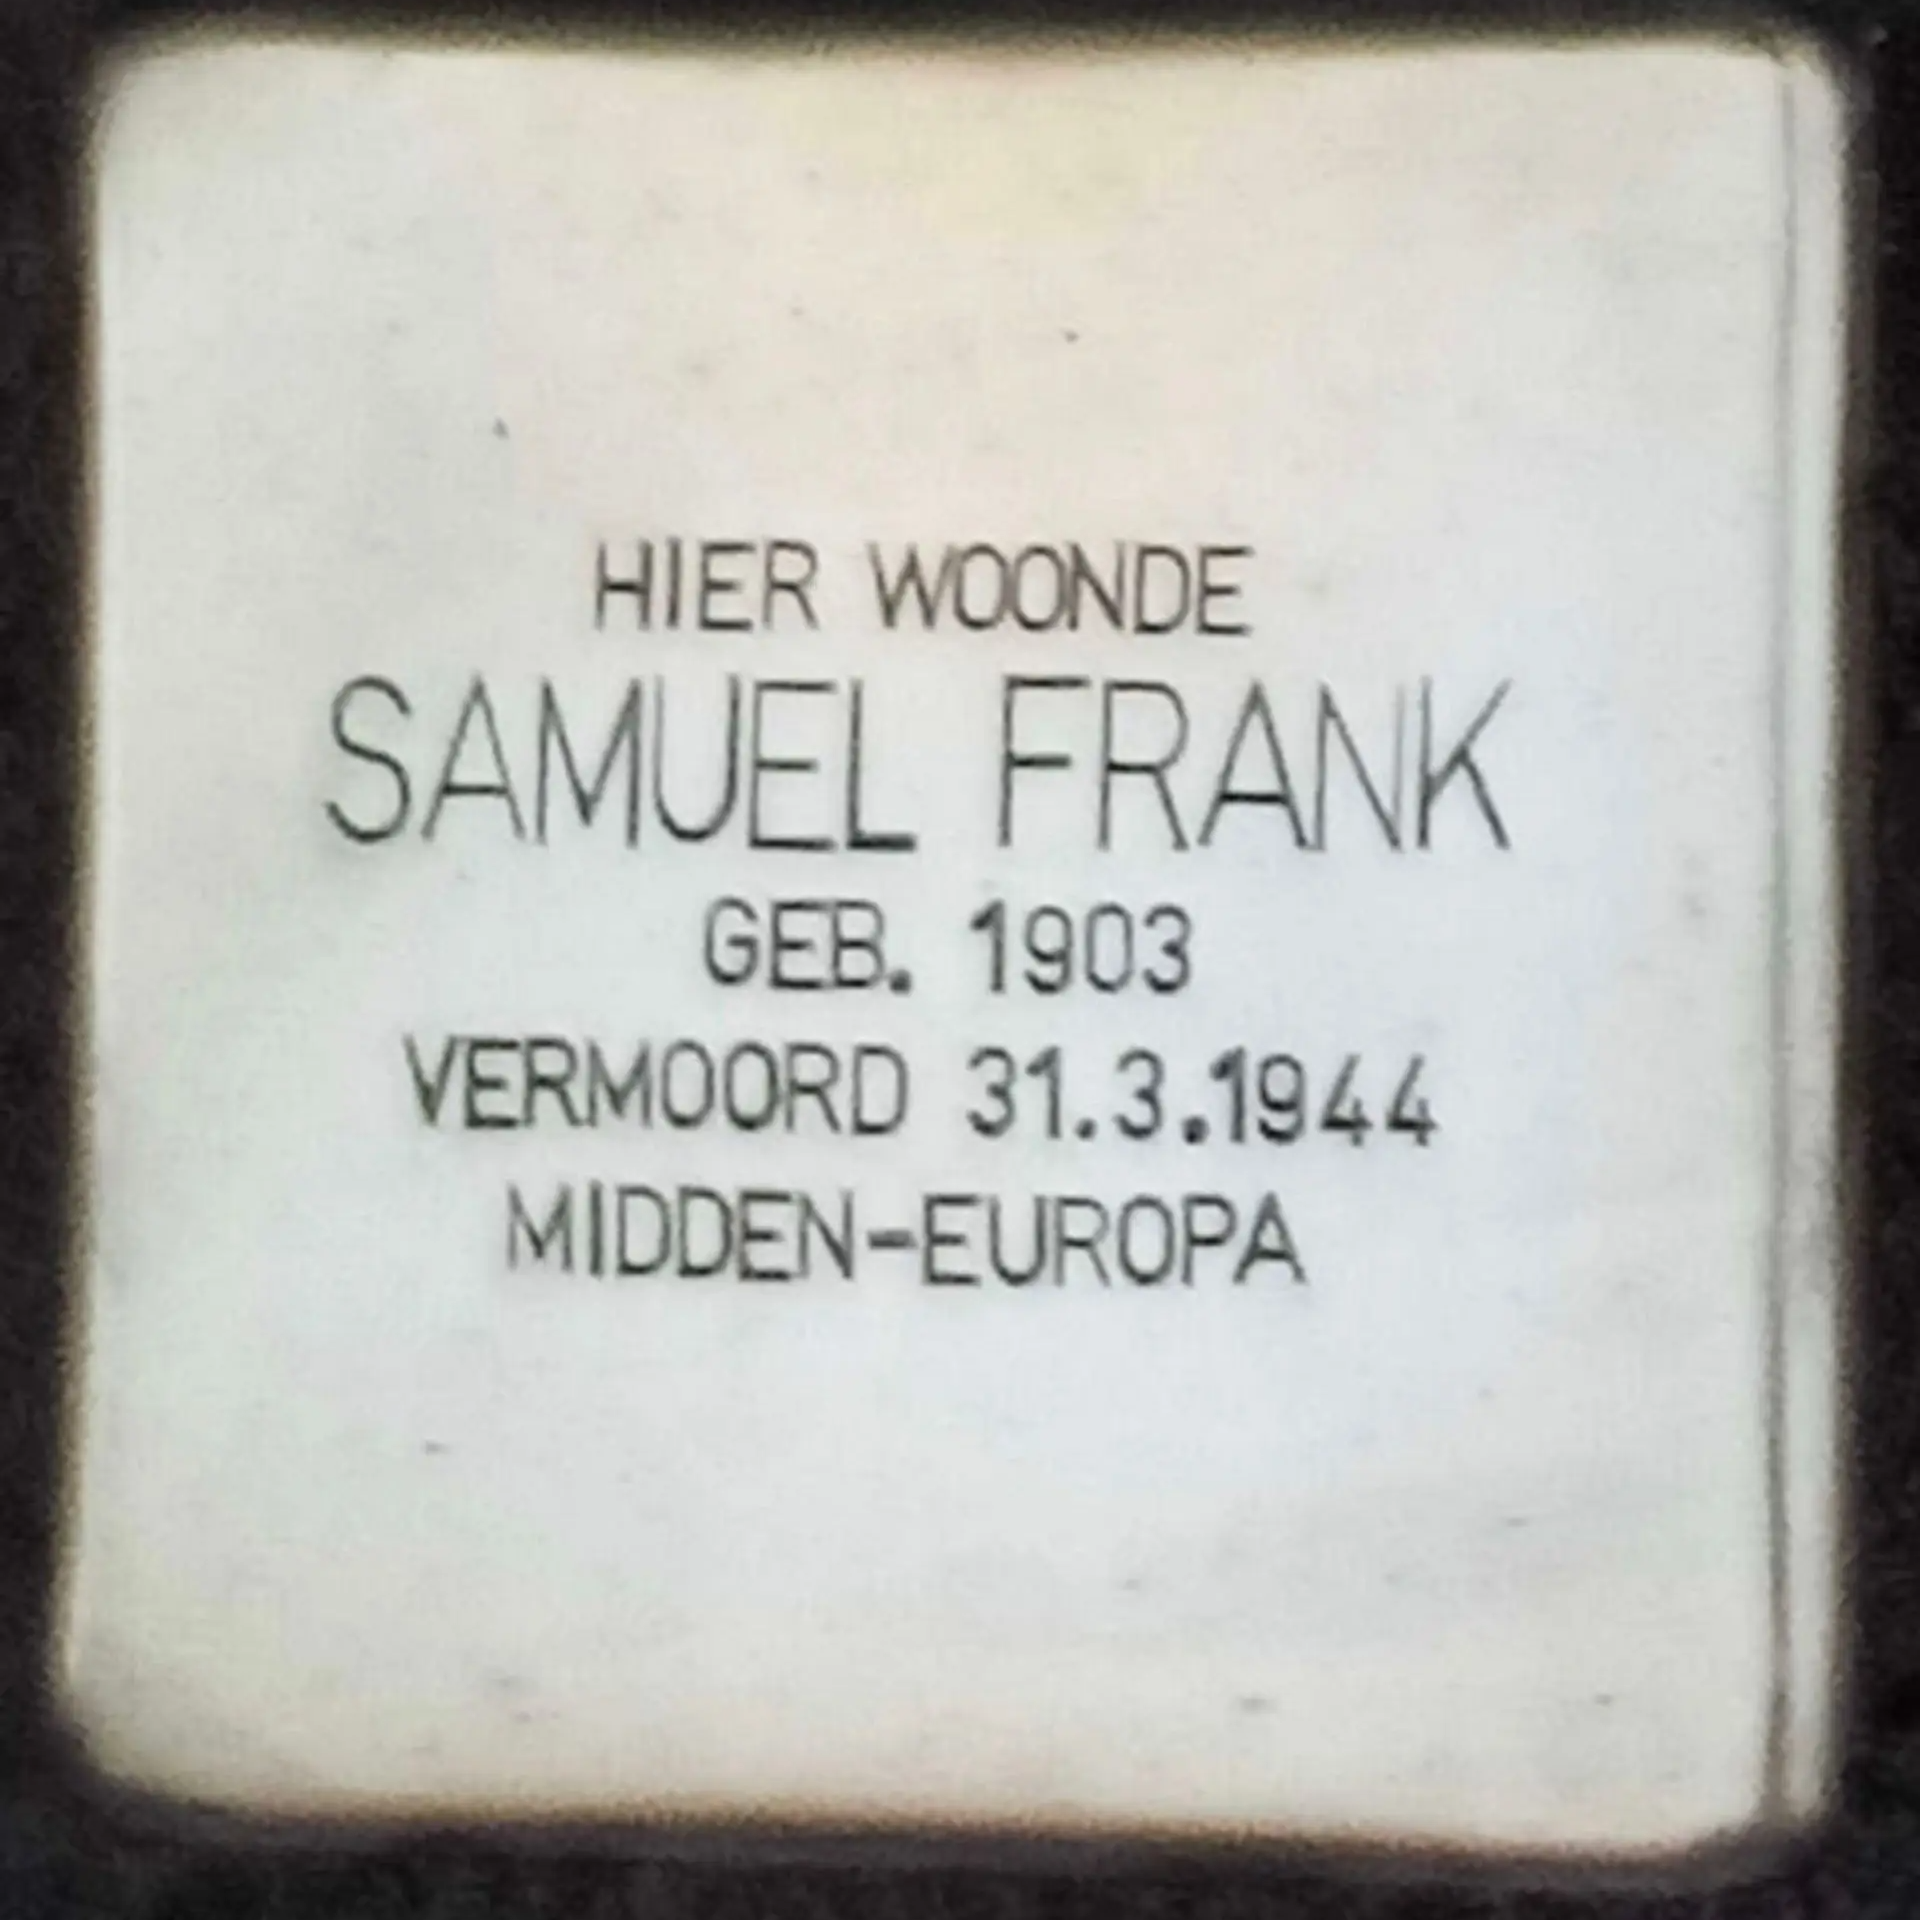 HIER WOONDE
SAMUEL FRANK
GEB. 1903
VERMOORD 31.3.1944
MIDDEN-EUROPA